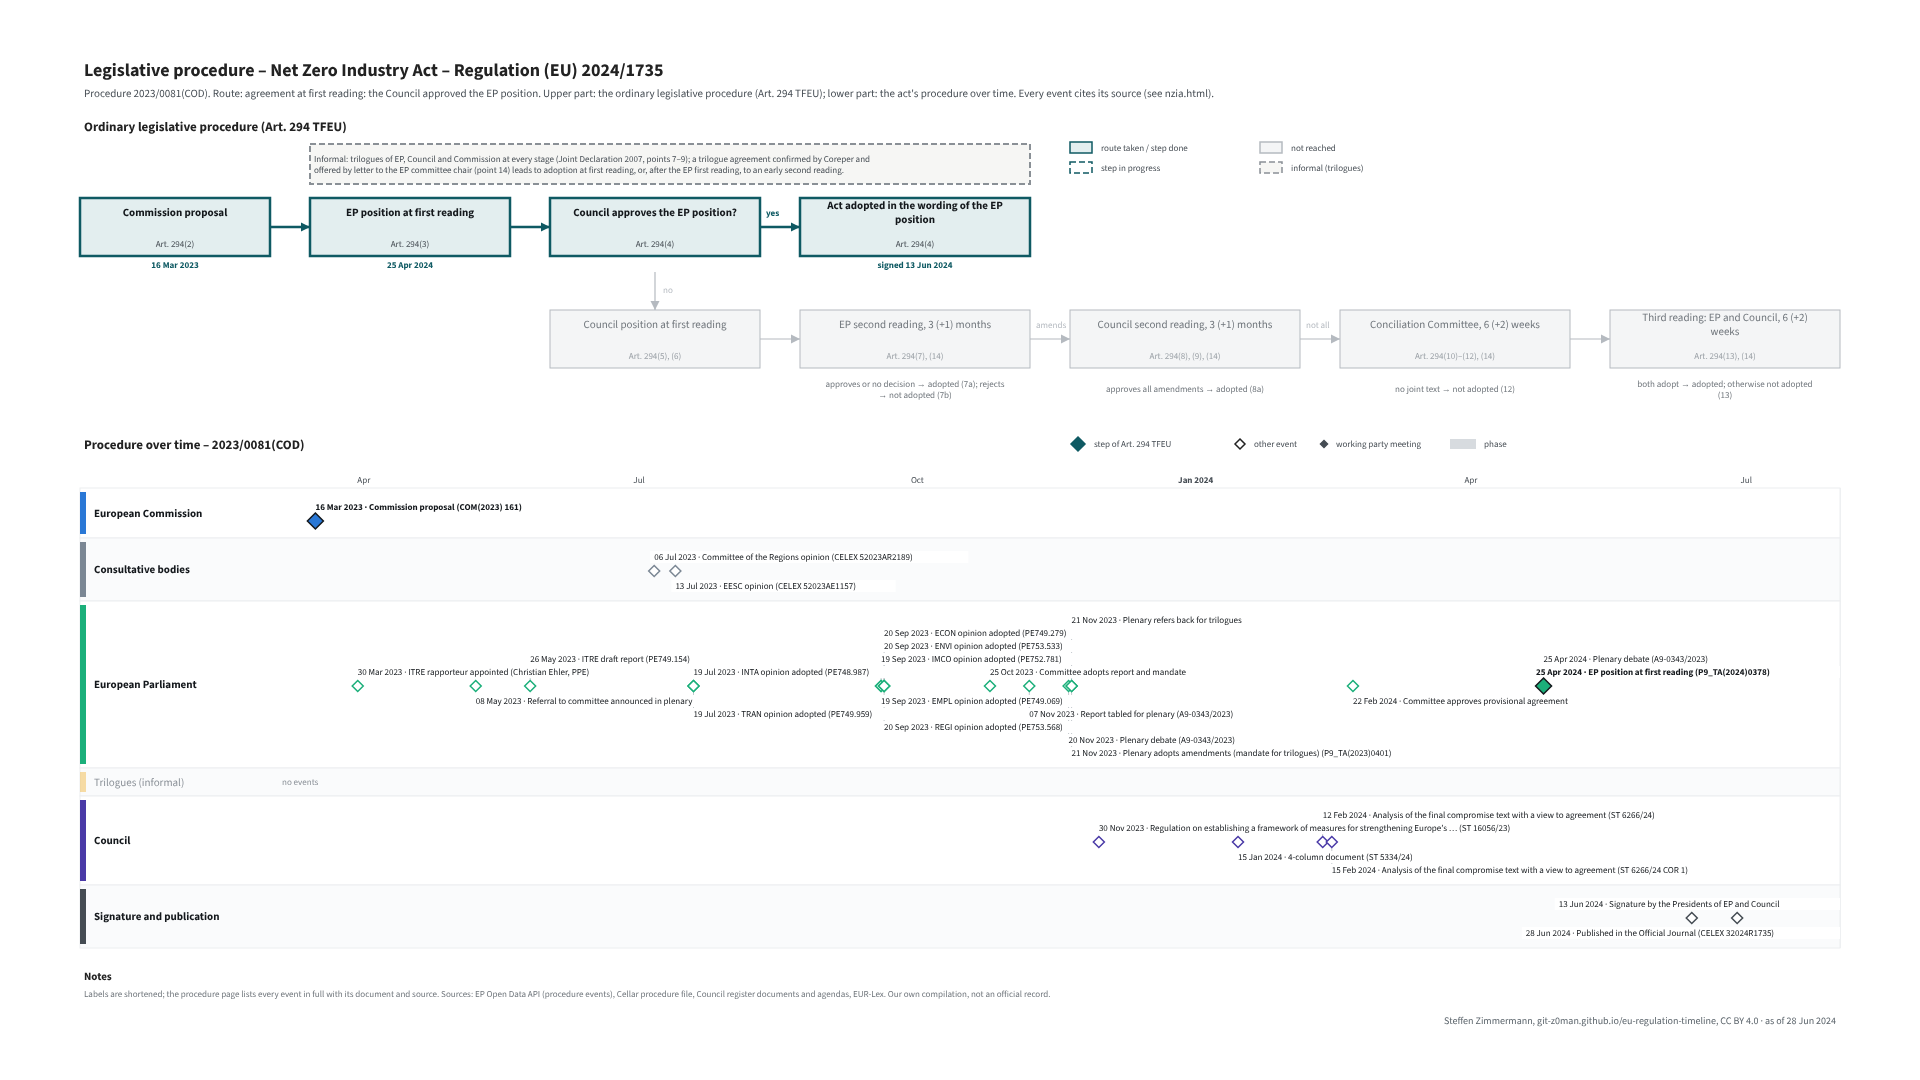 Legislative procedure – Net Zero Industry Act – Regulation (EU) 2024/1735
Procedure 2023/0081(COD). Route: agreement at first reading: the Council approved the EP position. Upper part: the ordinary legislative procedure (Art. 294 TFEU); lower part: the act's procedure over time. Every event cites its source (see nzia.html).
Ordinary legislative procedure (Art. 294 TFEU)
Informal: trilogues of EP, Council and Commission at every stage (Joint Declaration 2007, points 7–9); a trilogue agreement confirmed by Coreper and
offered by letter to the EP committee chair (point 14) leads to adoption at first reading, or, after the EP first reading, to an early second reading.
route taken / step done
not reached
step in progress
informal (trilogues)
Commission proposal
Art. 294(2)
16 Mar 2023
EP position at first reading
Art. 294(3)
25 Apr 2024
Council approves the EP position?
Art. 294(4)
yes
Act adopted in the wording of the EP
position
Art. 294(4)
signed 13 Jun 2024
no
Council position at first reading
Art. 294(5), (6)
EP second reading, 3 (+1) months
Art. 294(7), (14)
approves or no decision → adopted (7a); rejects
→ not adopted (7b)
amends
Council second reading, 3 (+1) months
Art. 294(8), (9), (14)
approves all amendments → adopted (8a)
not all
Conciliation Committee, 6 (+2) weeks
Art. 294(10)–(12), (14)
no joint text → not adopted (12)
Third reading: EP and Council, 6 (+2)
weeks
Art. 294(13), (14)
both adopt → adopted; otherwise not adopted
(13)
Procedure over time – 2023/0081(COD)
step of Art. 294 TFEU
other event
working party meeting
phase
Apr
Jul
Oct
Jan 2024
Apr
Jul
European Commission
16 Mar 2023 · Commission proposal (COM(2023) 161)
Consultative bodies
06 Jul 2023 · Committee of the Regions opinion (CELEX 52023AR2189)
13 Jul 2023 · EESC opinion (CELEX 52023AE1157)
European Parliament
21 Nov 2023 · Plenary refers back for trilogues
20 Sep 2023 · ECON opinion adopted (PE749.279)
20 Sep 2023 · ENVI opinion adopted (PE753.533)
26 May 2023 · ITRE draft report (PE749.154)
19 Sep 2023 · IMCO opinion adopted (PE752.781)
25 Apr 2024 · Plenary debate (A9-0343/2023)
30 Mar 2023 · ITRE rapporteur appointed (Christian Ehler, PPE)
19 Jul 2023 · INTA opinion adopted (PE748.987)
25 Oct 2023 · Committee adopts report and mandate
25 Apr 2024 · EP position at first reading (P9_TA(2024)0378)
08 May 2023 · Referral to committee announced in plenary
19 Sep 2023 · EMPL opinion adopted (PE749.069)
22 Feb 2024 · Committee approves provisional agreement
19 Jul 2023 · TRAN opinion adopted (PE749.959)
07 Nov 2023 · Report tabled for plenary (A9-0343/2023)
20 Sep 2023 · REGI opinion adopted (PE753.568)
20 Nov 2023 · Plenary debate (A9-0343/2023)
21 Nov 2023 · Plenary adopts amendments (mandate for trilogues) (P9_TA(2023)0401)
Trilogues (informal)
no events
Council
12 Feb 2024 · Analysis of the final compromise text with a view to agreement (ST 6266/24)
30 Nov 2023 · Regulation on establishing a framework of measures for strengthening Europe's … (ST 16056/23)
15 Jan 2024 · 4-column document (ST 5334/24)
15 Feb 2024 · Analysis of the final compromise text with a view to agreement (ST 6266/24 COR 1)
Signature and publication
13 Jun 2024 · Signature by the Presidents of EP and Council
28 Jun 2024 · Published in the Official Journal (CELEX 32024R1735)
Notes
Labels are shortened; the procedure page lists every event in full with its document and source. Sources: EP Open Data API (procedure events), Cellar procedure file, Council register documents and agendas, EUR-Lex. Our own compilation, not an official record.
Steffen Zimmermann, git-z0man.github.io/eu-regulation-timeline, CC BY 4.0 · as of 28 Jun 2024